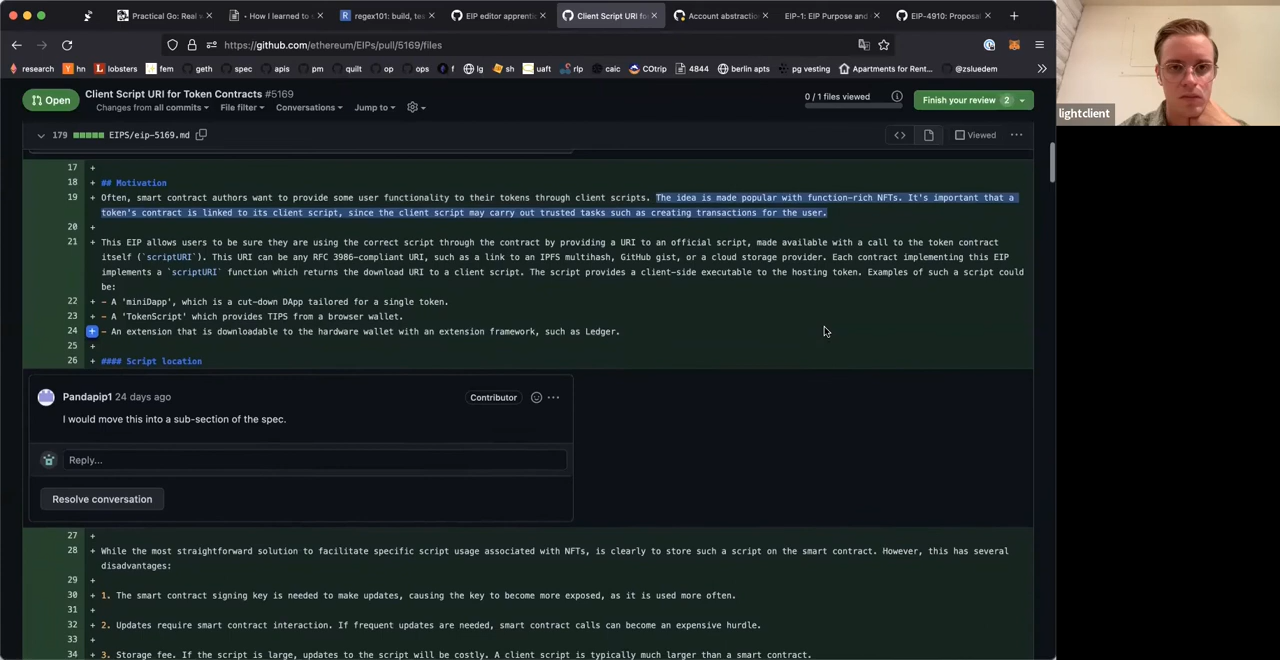 Practical Go: Real w
- How I learned to s
regex101: build, tes
EIP editor apprentic
Client Script URI for
Account abstractio
EIP-1: EIP Purpose and
EIP-4910: Proposal
https://github.com/ethereum/EIPs/pull/5169/files
research
hn
lobsters
fem
geth
spec
apis
pm
quilt
op
ops
f
lg
sh
uaft
rlp
caic
COtrip
4844
berlin apts
pg vesting
Apartments for Rent...
@zsluedem
Open
Client Script URI for Token Contracts #5169
Changes from all commits
File filter
Conversations
Jump to
0 / 1 files viewed
Finish your review 2
179 EIPS/eip-5169.md
Viewed
17 +
18 + ## Motivation
19 + Often, smart contract authors want to provide some user functionality to their tokens through client scripts. The idea is made popular with function-rich NFTs. It's important that a
token's contract is linked to its client script, since the client script may carry out trusted tasks such as creating transactions for the user.
20 +
21 + This EIP allows users to be sure they are using the correct script through the contract by providing a URI to an official script, made available with a call to the token contract
itself (`scriptURI`). This URI can be any RFC 3986-compliant URI, such as a link to an IPFS multihash, GitHub gist, or a cloud storage provider. Each contract implementing this EIP
implements a `scriptURI` function which returns the download URI to a client script. The script provides a client-side executable to the hosting token. Examples of such a script could
be:
22 + - A 'miniDapp', which is a cut-down DApp tailored for a single token.
23 + - A 'TokenScript' which provides TIPS from a browser wallet.
24 + - An extension that is downloadable to the hardware wallet with an extension framework, such as Ledger.
25 +
26 + #### Script location
Pandapip1 24 days ago
Contributor
I would move this into a sub-section of the spec.
Reply...
Resolve conversation
27 +
28 + While the most straightforward solution to facilitate specific script usage associated with NFTs, is clearly to store such a script on the smart contract. However, this has several
disadvantages:
29 +
30 + 1. The smart contract signing key is needed to make updates, causing the key to become more exposed, as it is used more often.
31 +
32 + 2. Updates require smart contract interaction. If frequent updates are needed, smart contract calls can become an expensive hurdle.
33 +
34 + 3. Storage fee. If the script is large, updates to the script will be costly. A client script is typically much larger than a smart contract.
lightclient